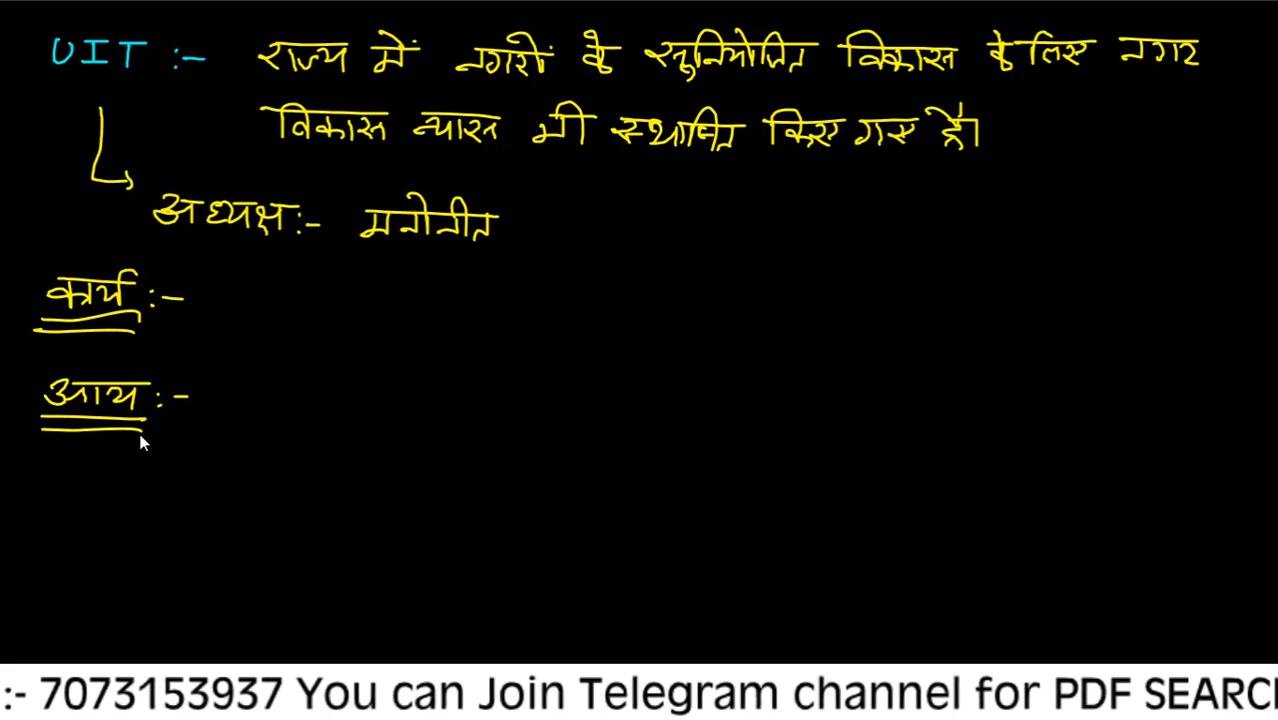 UIT :- राज्य में नगरों के सुनियोजित विकास के लिए नगर
विकास न्यास भी स्थापित किए गए है।
अध्यक्ष:- मनोनीत
कार्य :-
आय :-
:- 7073153937 You can Join Telegram channel for PDF SEARC